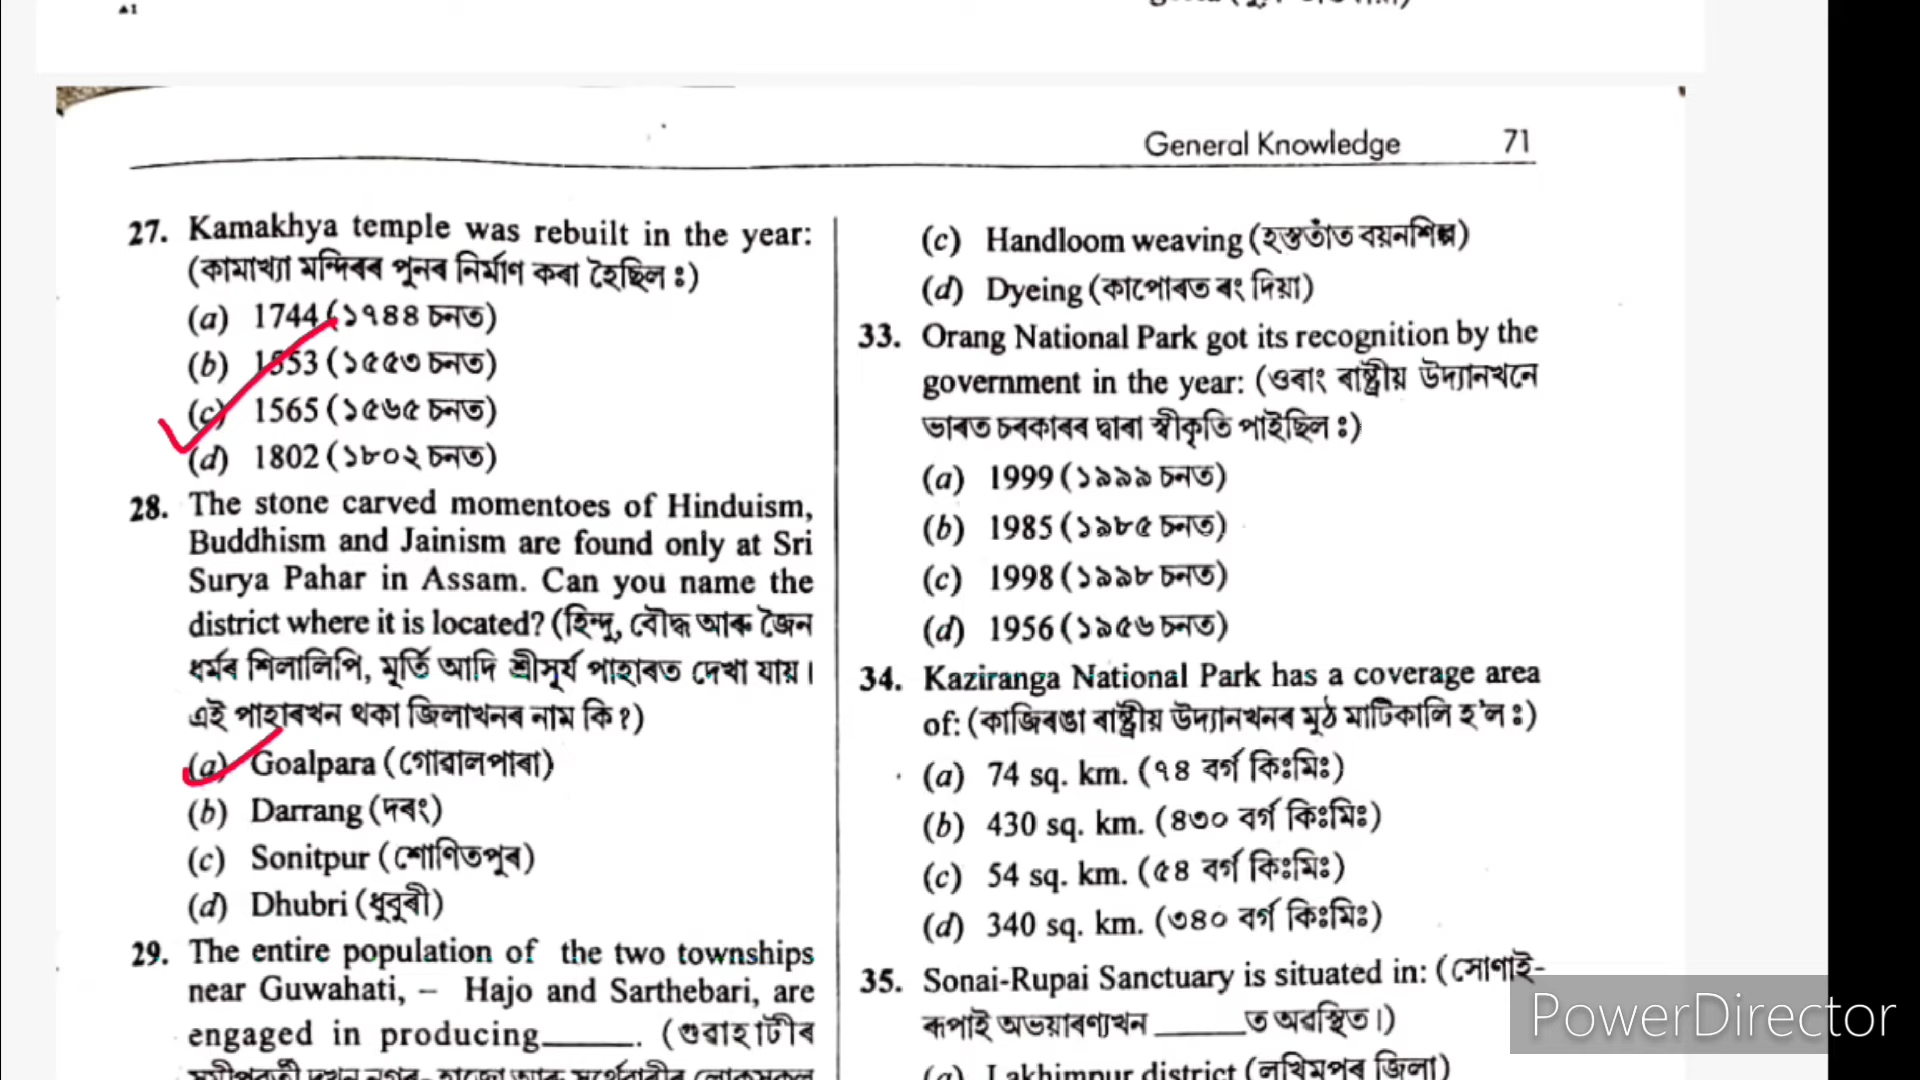 General Knowledge 71
27. Kamakhya temple was rebuilt in the year:
(কামাখ্যা মন্দিৰৰ পুনৰ নিৰ্মাণ কৰা হৈছিল ঃ)
(a) 1744 (১৭৪৪ চনত)
(b) 1553 (১৫৫৩ চনত)
(c) 1565 (১৫৬৫ চনত)
(d) 1802 (১৮০২ চনত)
28. The stone carved momentoes of Hinduism,
Buddhism and Jainism are found only at Sri
Surya Pahar in Assam. Can you name the
district where it is located? (হিন্দু, বৌদ্ধ আৰু জৈন
ধৰ্মৰ শিলালিপি, মূৰ্তি আদি শ্ৰীসূৰ্য পাহাৰত দেখা যায়।
এই পাহাৰখন থকা জিলাখনৰ নাম কি?)
(a) Goalpara (গোৱালপাৰা)
(b) Darrang (দৰং)
(c) Sonitpur (শোণিতপুৰ)
(d) Dhubri (ধুবুৰী)
29. The entire population of the two townships
near Guwahati, – Hajo and Sarthebari, are
engaged in producing_____. (গুৱাহাটীৰ
(c) Handloom weaving (হস্ততাঁত বয়নশিল্প)
(d) Dyeing (কাপোৰত ৰং দিয়া)
33. Orang National Park got its recognition by the
government in the year: (ওৰাং ৰাষ্ট্ৰীয় উদ্যানখনে
ভাৰত চৰকাৰৰ দ্বাৰা স্বীকৃতি পাইছিল ঃ)
(a) 1999 (১৯৯৯ চনত)
(b) 1985 (১৯৮৫ চনত)
(c) 1998 (১৯৯৮ চনত)
(d) 1956 (১৯৫৬ চনত)
34. Kaziranga National Park has a coverage area
of: (কাজিৰঙা ৰাষ্ট্ৰীয় উদ্যানখনৰ মুঠ মাটিকালি হ'ল ঃ)
(a) 74 sq. km. (৭৪ বৰ্গ কিঃমিঃ)
(b) 430 sq. km. (৪৩০ বৰ্গ কিঃমিঃ)
(c) 54 sq. km. (৫৪ বৰ্গ কিঃমিঃ)
(d) 340 sq. km. (৩৪০ বৰ্গ কিঃমিঃ)
35. Sonai-Rupai Sanctuary is situated in: (সোণাই-
ৰূপাই অভয়াৰণ্যখন _____ত অৱস্থিত।)
(a) Lakhimpur district (লখিমপুৰ জিলা)
PowerDirector